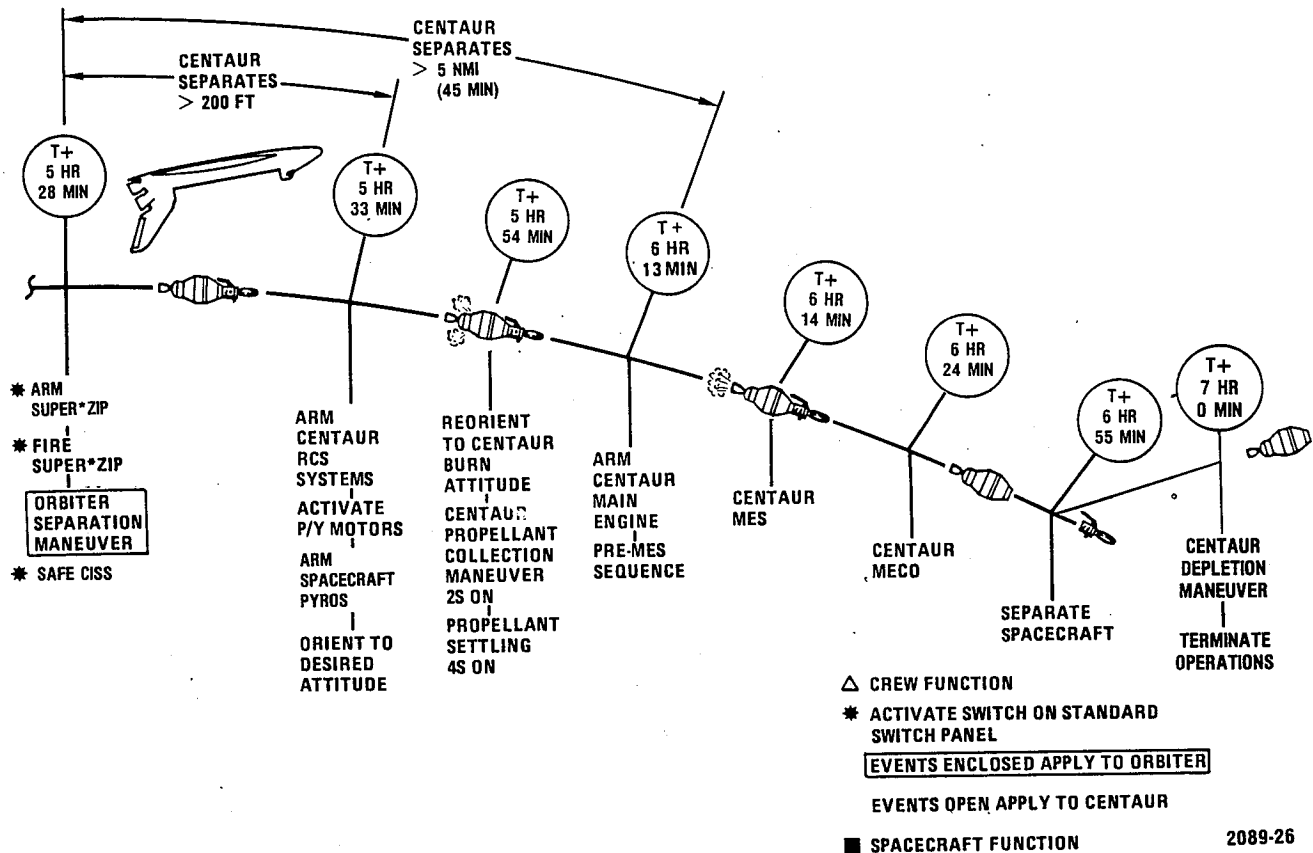 CENTAUR
SEPARATES
> 5 NMI
(45 MIN)
CENTAUR
SEPARATES
> 200 FT
T+
5 HR
28 MIN
T+
5 HR
33 MIN
T+
5 HR
54 MIN
T+
6 HR
13 MIN
T+
6 HR
14 MIN
T+
6 HR
24 MIN
T+
6 HR
55 MIN
T+
7 HR
0 MIN
✱ ARM
SUPER*ZIP
✱ FIRE
SUPER*ZIP
ORBITER
SEPARATION
MANEUVER
✱ SAFE CISS
ARM
CENTAUR
RCS
SYSTEMS
ACTIVATE
P/Y MOTORS
ARM
SPACECRAFT
PYROS
ORIENT TO
DESIRED
ATTITUDE
REORIENT
TO CENTAUR
BURN
ATTITUDE
CENTAUR
PROPELLANT
COLLECTION
MANEUVER
2S ON
PROPELLANT
SETTLING
4S ON
ARM
CENTAUR
MAIN
ENGINE
PRE-MES
SEQUENCE
CENTAUR
MES
CENTAUR
MECO
SEPARATE
SPACECRAFT
CENTAUR
DEPLETION
MANEUVER
TERMINATE
OPERATIONS
△ CREW FUNCTION
✱ ACTIVATE SWITCH ON STANDARD
SWITCH PANEL
EVENTS ENCLOSED APPLY TO ORBITER
EVENTS OPEN APPLY TO CENTAUR
■ SPACECRAFT FUNCTION
2089-26